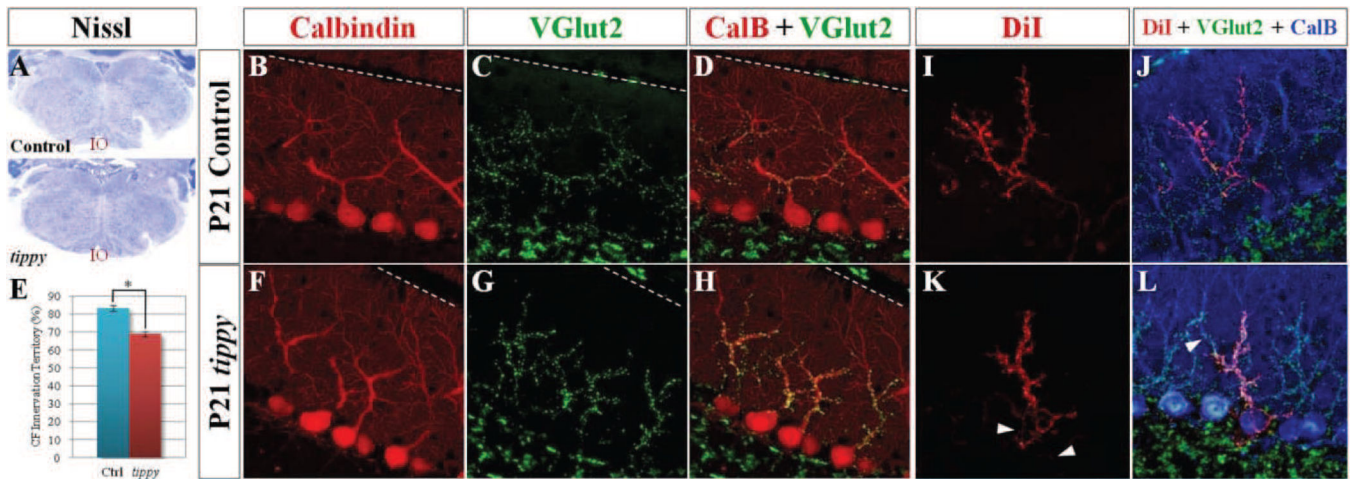 Nissl
Calbindin
VGlut2
CalB + VGlut2
DiI
DiI + VGlut2 + CalB
A
Control
IO
tippy
IO
P21 Control
B
C
D
I
J
E
CF Innervation Territory (%)
90
80
70
60
50
40
30
20
10
0
*
Ctrl tippy
P21 tippy
F
G
H
K
L